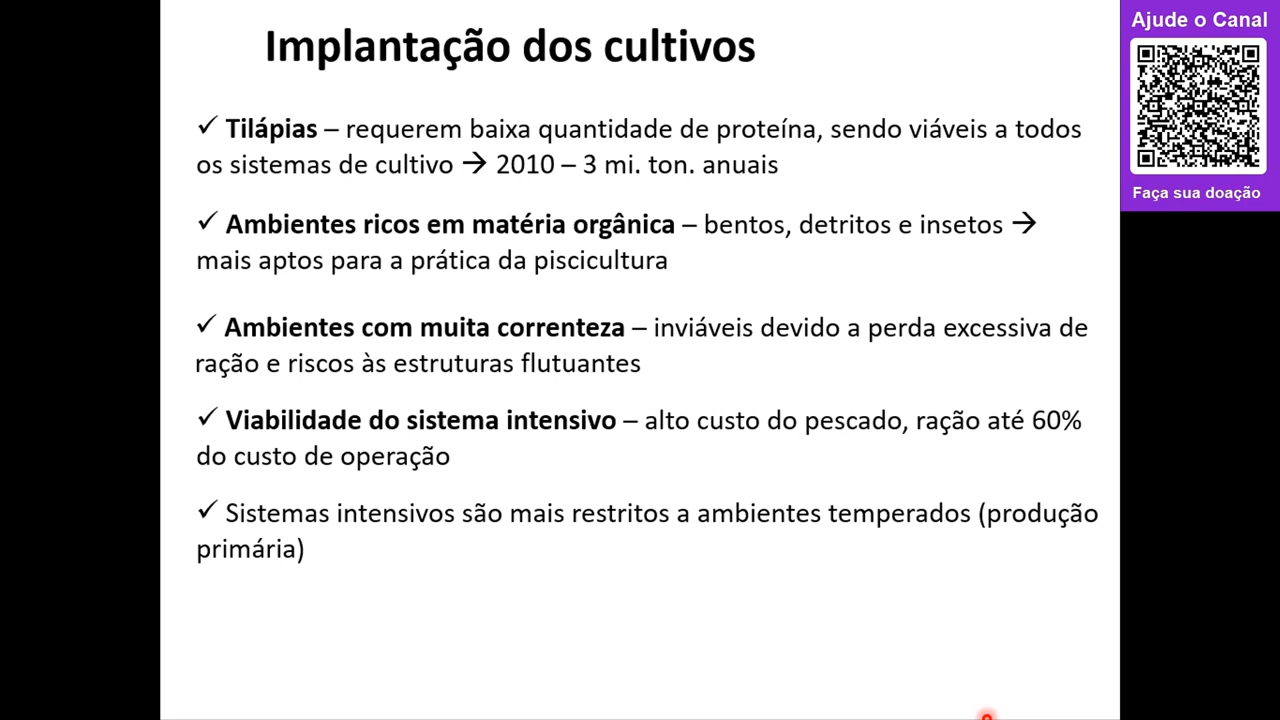 Implantação dos cultivos
Ajude o Canal
✓ Tilápias – requerem baixa quantidade de proteína, sendo viáveis a todos
os sistemas de cultivo → 2010 – 3 mi. ton. anuais
Faça sua doação
✓ Ambientes ricos em matéria orgânica – bentos, detritos e insetos →
mais aptos para a prática da piscicultura
✓ Ambientes com muita correnteza – inviáveis devido a perda excessiva de
ração e riscos às estruturas flutuantes
✓ Viabilidade do sistema intensivo – alto custo do pescado, ração até 60%
do custo de operação
✓ Sistemas intensivos são mais restritos a ambientes temperados (produção
primária)